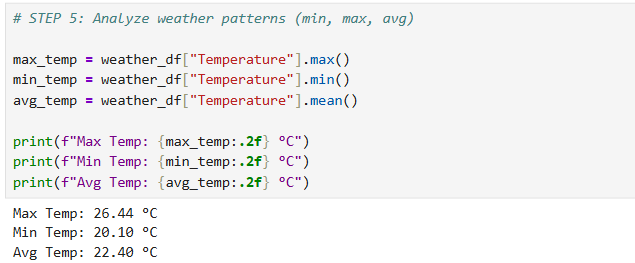 # STEP 5: Analyze weather patterns (min, max, avg)
max_temp = weather_df["Temperature"].max()
min_temp = weather_df["Temperature"].min()
avg_temp = weather_df["Temperature"].mean()
print(f"Max Temp: {max_temp:.2f} °C")
print(f"Min Temp: {min_temp:.2f} °C")
print(f"Avg Temp: {avg_temp:.2f} °C")
Max Temp: 26.44 °C
Min Temp: 20.10 °C
Avg Temp: 22.40 °C